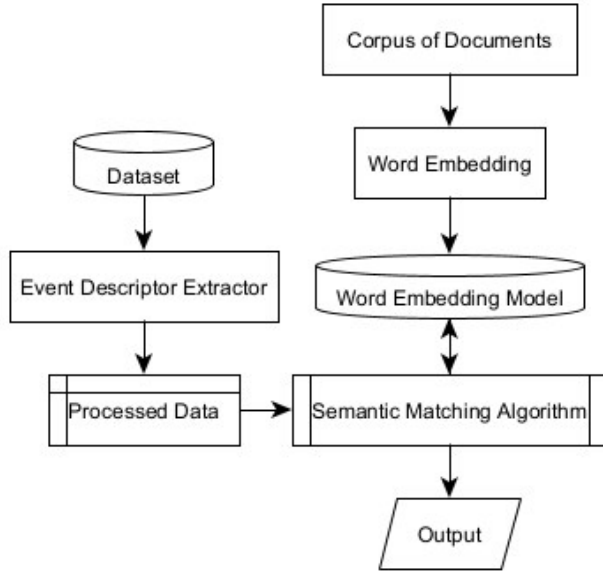 Corpus of Documents
Word Embedding
Dataset
Event Descriptor Extractor
Word Embedding Model
Processed Data
Semantic Matching Algorithm
Output